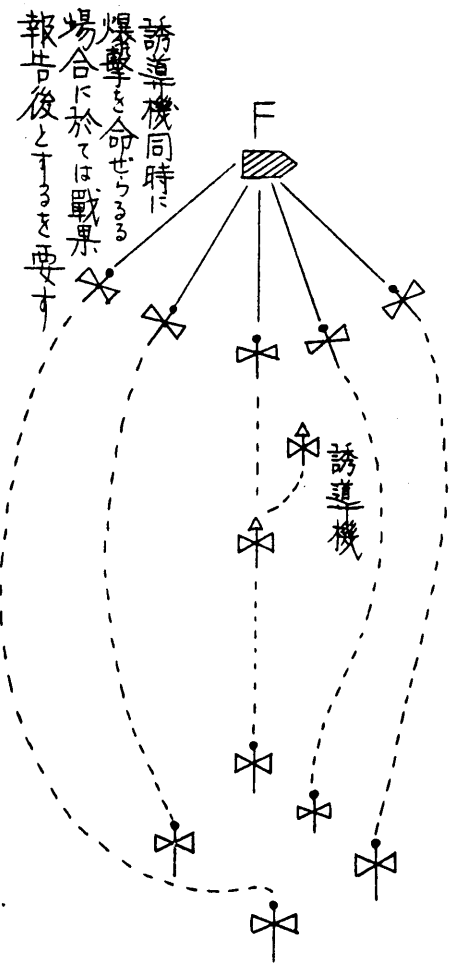 誘導機同時に
爆撃を命ぜらるる
場合に於ては戰果
報告後とするを要す
F
誘導機